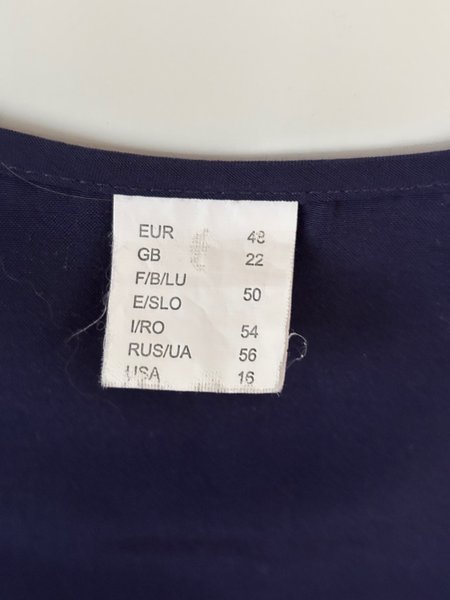 EUR 48
GB 22
F/B/LU
E/SLO 50
I/RO 54
RUS/UA 56
USA 16